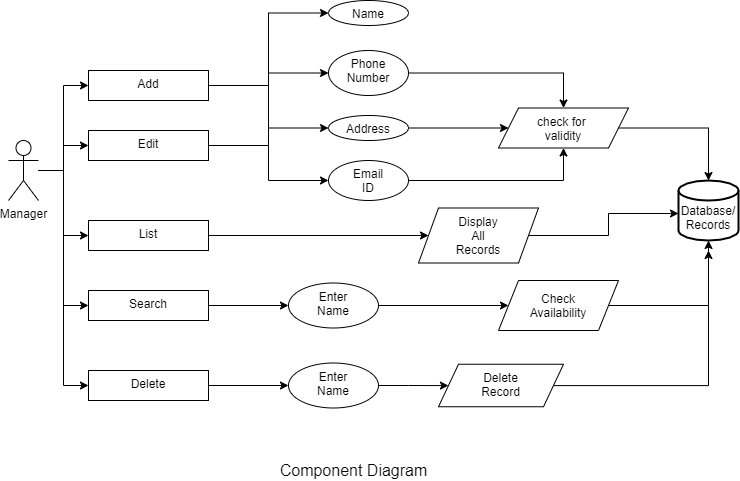 Name
Phone
Number
Add
Address
check for
validity
Edit
Email
ID
Manager
List
Display
All
Records
Database/
Records
Search
Enter
Name
Check
Availability
Delete
Enter
Name
Delete
Record
Component Diagram